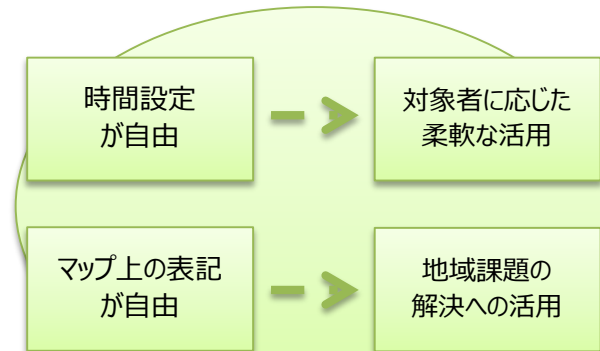 時間設定
が自由
対象者に応じた
柔軟な活用
マップ上の表記
が自由
地域課題の
解決への活用